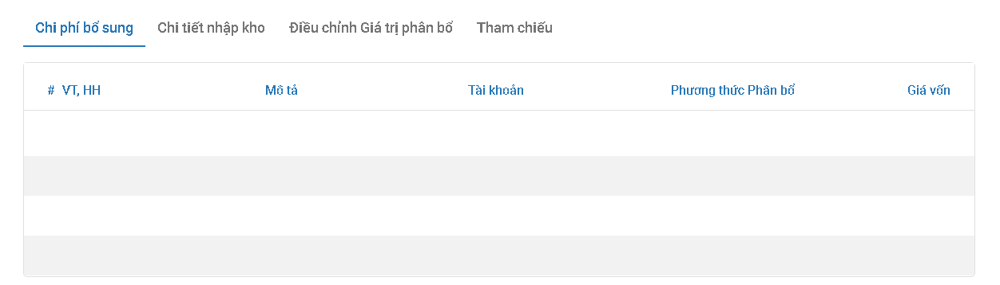 Chi phí bổ sung Chi tiết nhập kho Điều chỉnh Giá trị phân bổ Tham chiếu
# VT, HH Mô tả Tài khoản Phương thức Phân bổ Giá vốn